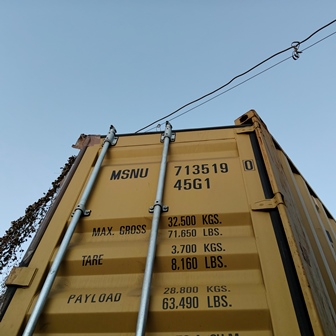 MSNU 713519 0
45G1
MAX. GROSS 32.500 KGS.
71.650 LBS.
TARE 3.700 KGS.
8.160 LBS.
PAYLOAD 28.800 KGS.
63.490 LBS.